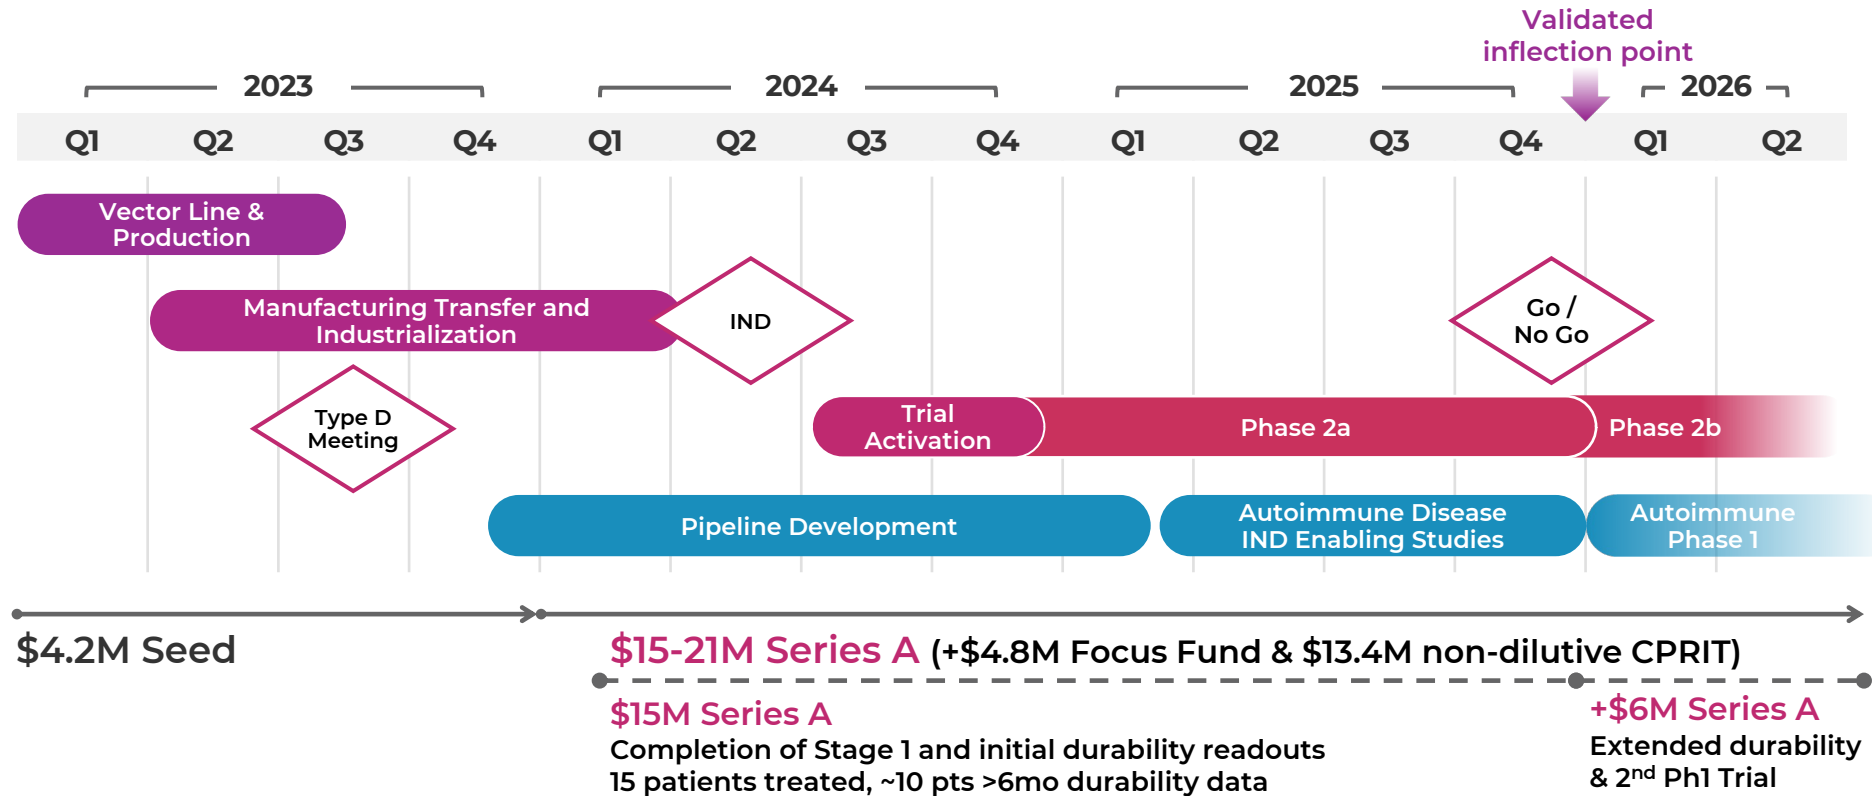 Validated
inflection point
2023
2024
2025
2026
Q1 Q2 Q3 Q4 Q1 Q2 Q3 Q4 Q1 Q2 Q3 Q4 Q1 Q2
Vector Line &
Production
Manufacturing Transfer and
Industrialization
IND
Go /
No Go
Type D
Meeting
Trial
Activation
Phase 2a
Phase 2b
Pipeline Development
Autoimmune Disease
IND Enabling Studies
Autoimmune
Phase 1
$4.2M Seed
$15-21M Series A (+$4.8M Focus Fund & $13.4M non-dilutive CPRIT)
$15M Series A
Completion of Stage 1 and initial durability readouts
15 patients treated, ~10 pts >6mo durability data
+$6M Series A
Extended durability
& 2nd Ph1 Trial